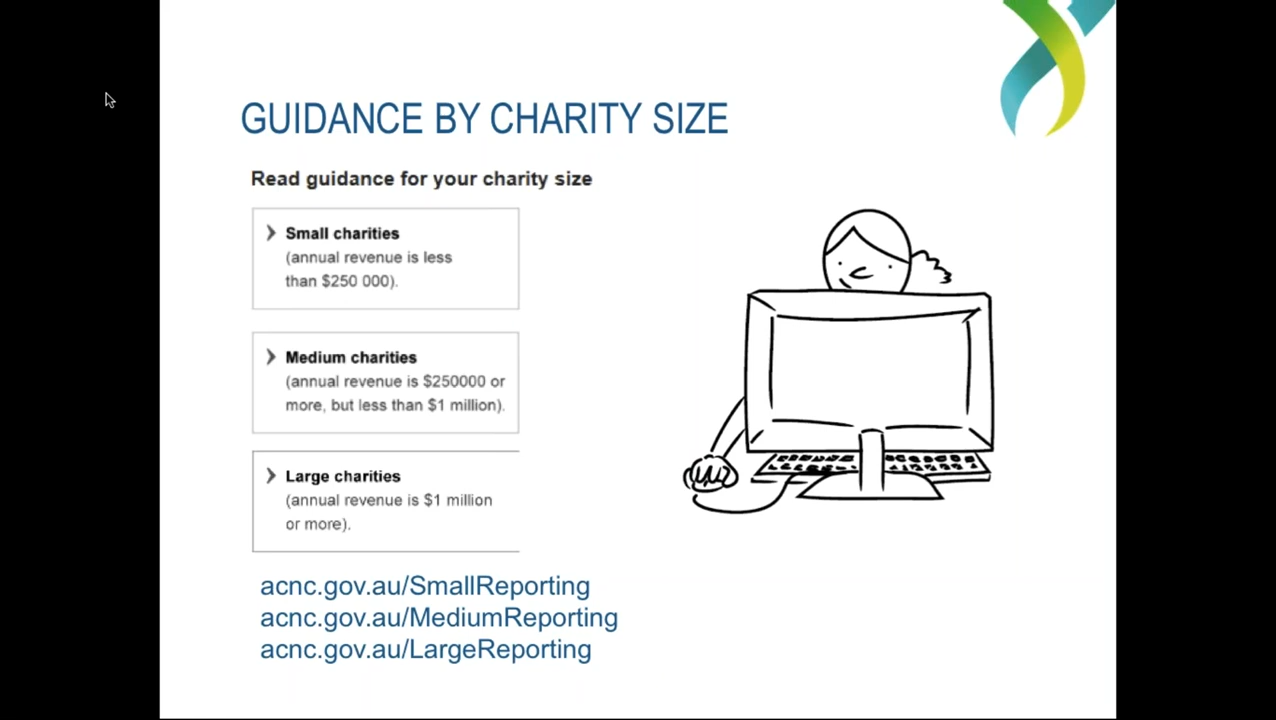 GUIDANCE BY CHARITY SIZE
Read guidance for your charity size
Small charities
(annual revenue is less
than $250 000).
Medium charities
(annual revenue is $250000 or
more, but less than $1 million).
Large charities
(annual revenue is $1 million
or more).
acnc.gov.au/SmallReporting
acnc.gov.au/MediumReporting
acnc.gov.au/LargeReporting